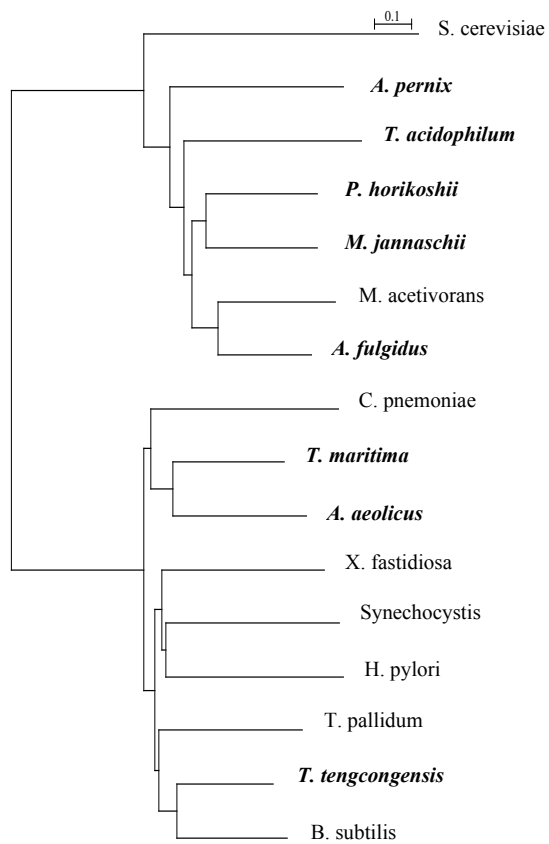 0.1
S. cerevisiae
A. pernix
T. acidophilum
P. horikoshii
M. jannaschii
M. acetivorans
A. fulgidus
C. pnemoniae
T. maritima
A. aeolicus
X. fastidiosa
Synechocystis
H. pylori
T. pallidum
T. tengcongensis
B. subtilis